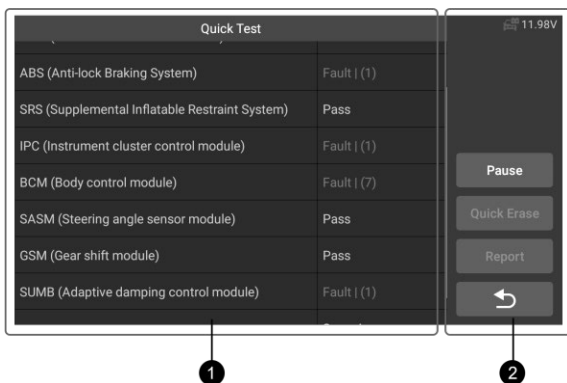 Quick Test
11.98V
ABS (Anti-lock Braking System) Fault | (1)
SRS (Supplemental Inflatable Restraint System) Pass
IPC (Instrument cluster control module) Fault | (1)
BCM (Body control module) Fault | (7)
SASM (Steering angle sensor module) Pass
GSM (Gear shift module) Pass
SUMB (Adaptive damping control module) Fault | (1)
Pause
Quick Erase
Report
1
2